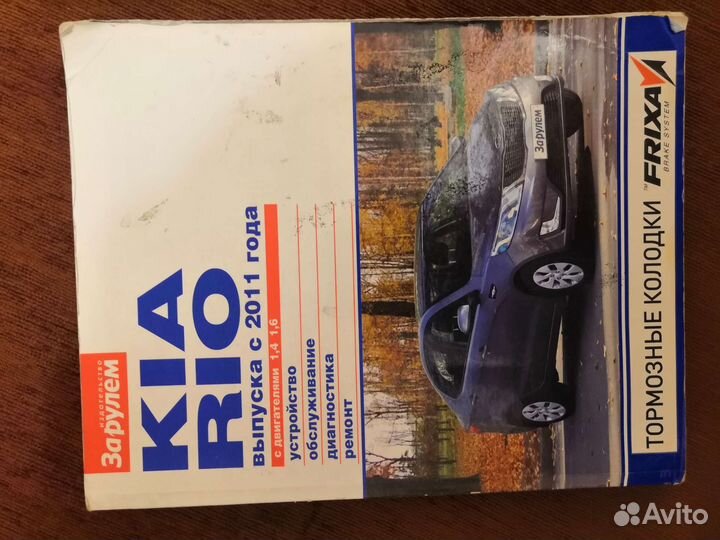 издательство
За рулем
KIA
RIO
выпуска с 2011 года
с двигателями 1,4 1,6
устройство
обслуживание
диагностика
ремонт
За рулем
ТОРМОЗНЫЕ КОЛОДКИ
™ FRIXA
BRAKE SYSTEM
Avito